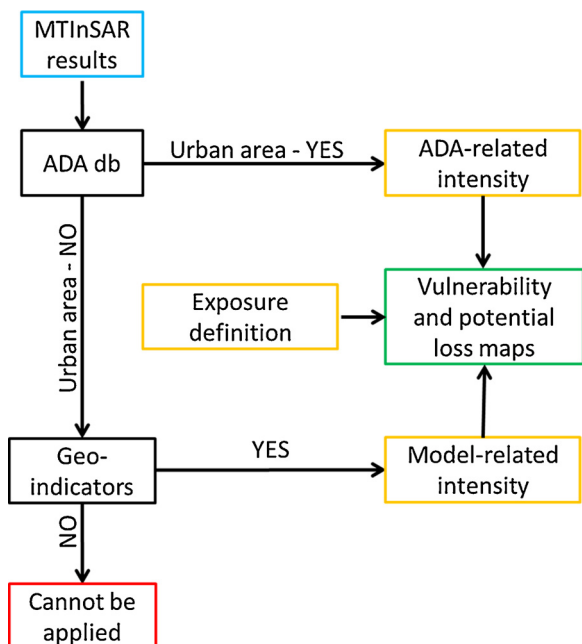 MTInSAR
results
ADA db
Urban area - YES
ADA-related
intensity
Urban area - NO
Exposure
definition
Vulnerability
and potential
loss maps
Geo-
indicators
YES
Model-related
intensity
NO
Cannot be
applied